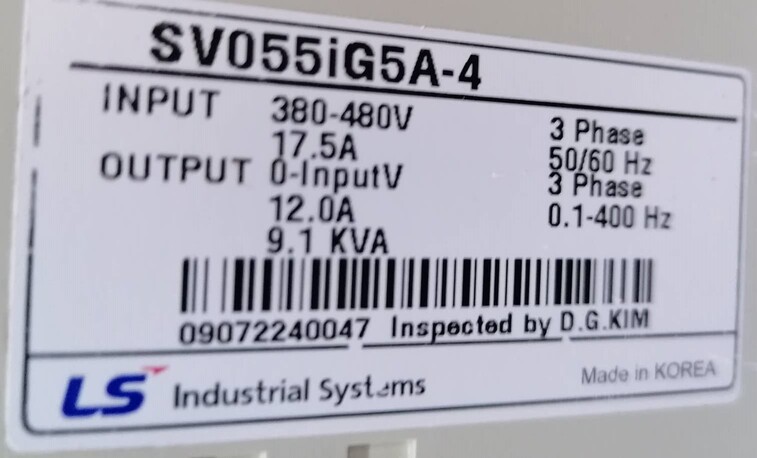 SV055iG5A-4
INPUT 380-480V 3 Phase
17.5A 50/60 Hz
OUTPUT 0-InputV 3 Phase
12.0A 0.1-400 Hz
9.1 KVA
09072240047 Inspected by D.G.KIM
LS Industrial Systems Made in KOREA